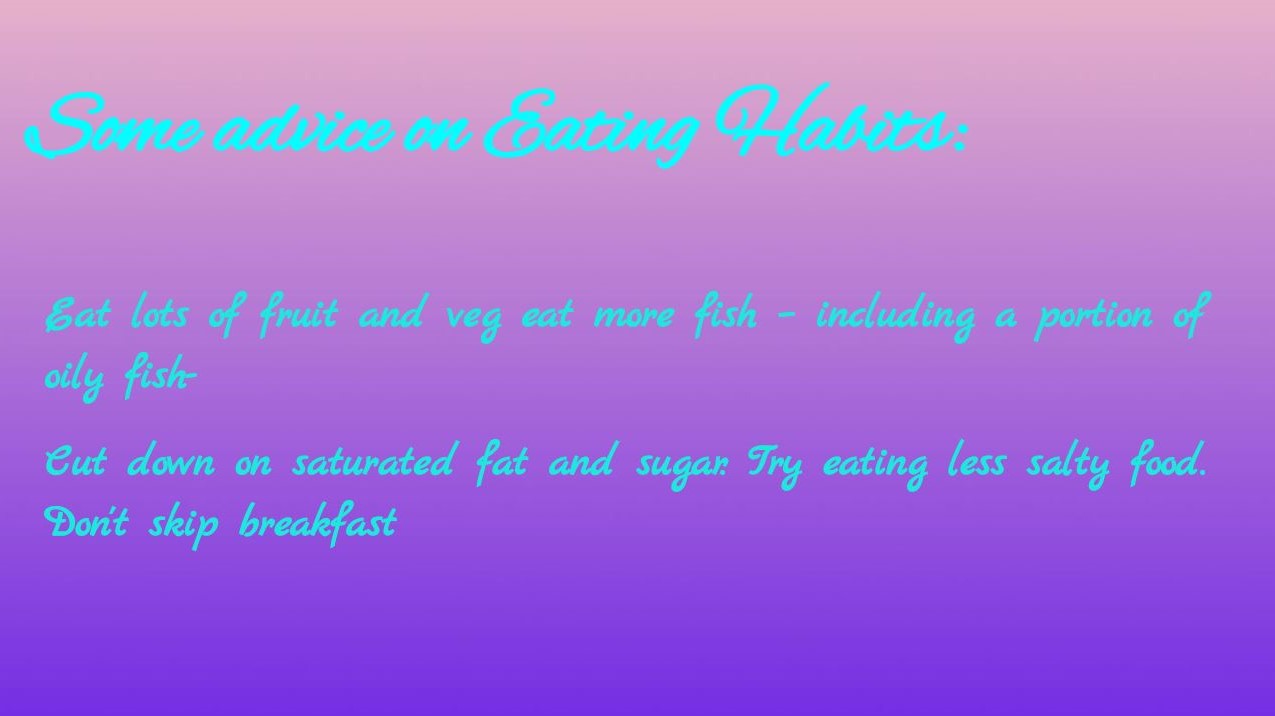 Some advice on Eating Habits:
Eat lots of fruit and veg eat more fish - including a portion of
oily fish-
Cut down on saturated fat and sugar. Try eating less salty food.
Don't skip breakfast